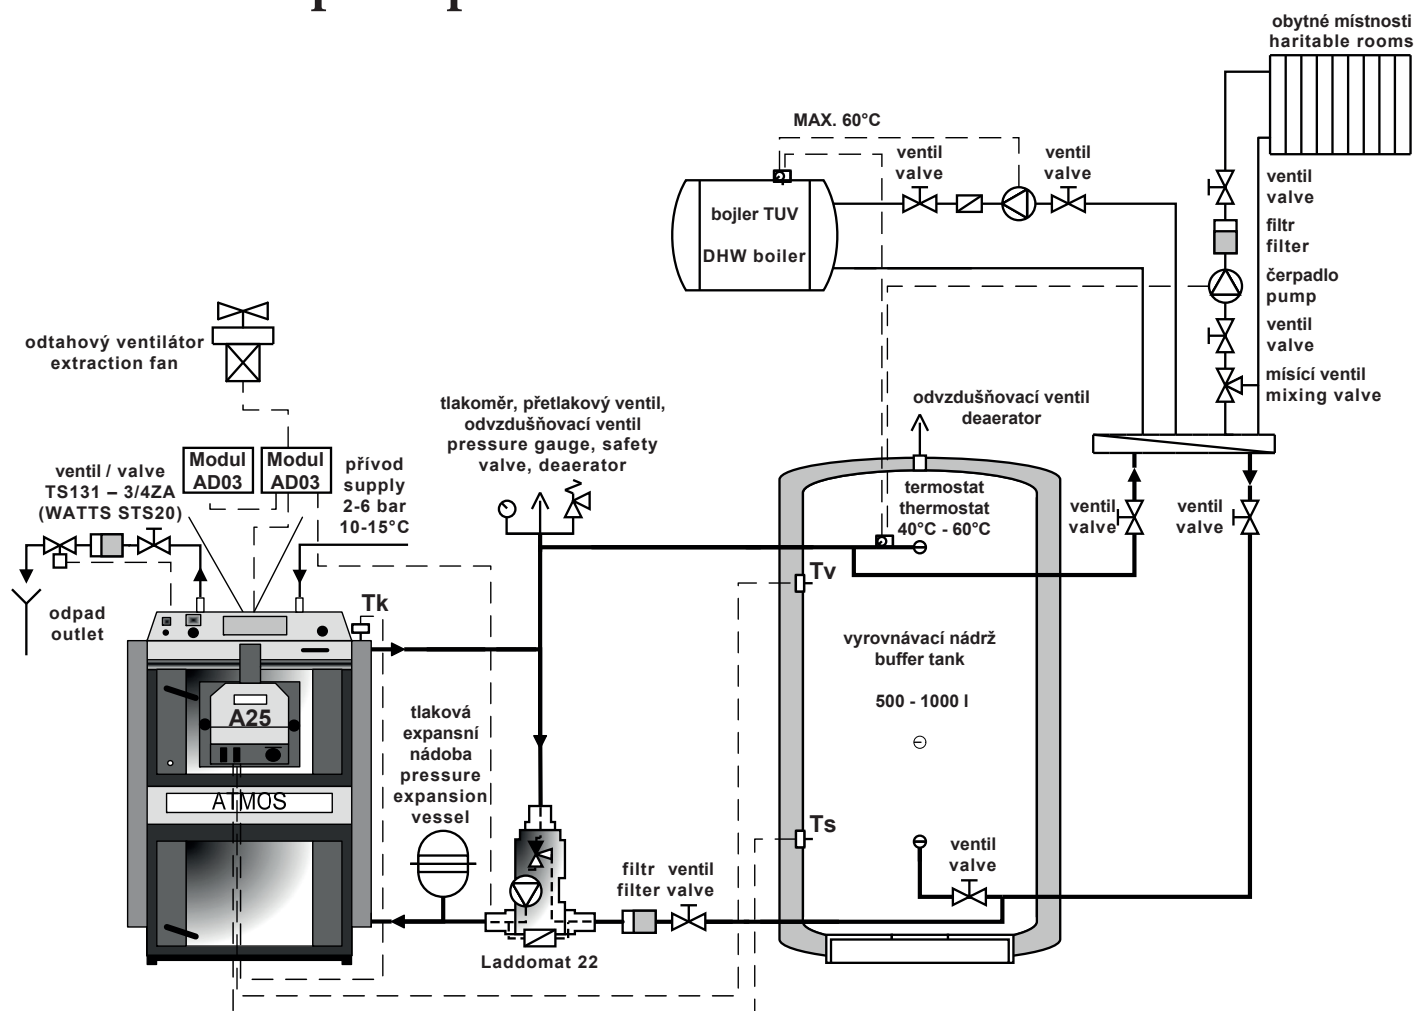 obytné místnosti
haritable rooms
MAX. 60°C
ventil
valve
ventil
valve
bojler TUV
DHW boiler
ventil
valve
filtr
filter
čerpadlo
pump
ventil
valve
mísící ventil
mixing valve
odtahový ventilátor
extraction fan
tlakoměr, přetlakový ventil,
odvzdušňovací ventil
pressure gauge, safety
valve, deaerator
odvzdušňovací ventil
deaerator
ventil / valve
TS131 – 3/4ZA
(WATTS STS20)
Modul
AD03
Modul
AD03
přívod
supply
2-6 bar
10-15°C
termostat
thermostat
40°C - 60°C
ventil
valve
ventil
valve
odpad
outlet
Tk
Tv
vyrovnávací nádrž
buffer tank
500 - 1000 l
A25
ATMOS
tlaková
expansní
nádoba
pressure
expansion
vessel
Ts
ventil
valve
filtr ventil
filter valve
Laddomat 22